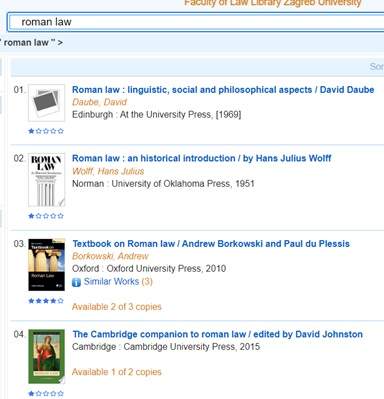 Faculty of Law Library Zagreb University
roman law
" roman law " >
Sor
01.
Roman law : linguistic, social and philosophical aspects / David Daube
Daube, David
Edinburgh : At the University Press, [1969]
02.
Roman law : an historical introduction / by Hans Julius Wolff
Wolff, Hans Julius
Norman : University of Oklahoma Press, 1951
ROMAN
LAW
03.
Textbook on Roman law / Andrew Borkowski and Paul du Plessis
Borkowski, Andrew
Oxford : Oxford University Press, 2010
Similar Works (3)
Available 2 of 3 copies
Textbook on
Roman Law
04.
The Cambridge companion to roman law / edited by David Johnston
Cambridge : Cambridge University Press, 2015
Available 1 of 2 copies